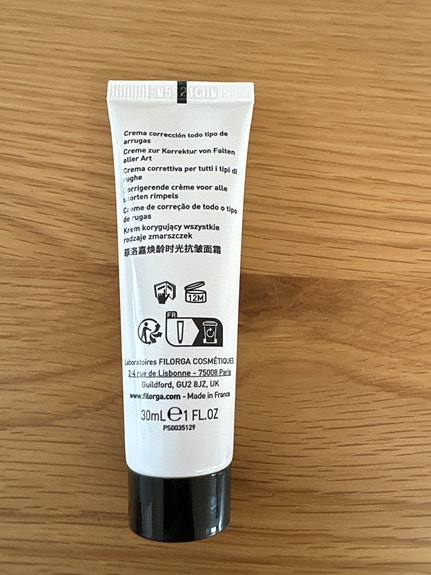 Crema corrección todo tipo de
arrugas
Creme zur Korrektur von Falten
aller Art
Crema correttiva per tutti i tipi di
rughe
Corrigerende crème voor alle
soorten rimpels
Creme de correção de todo o tipo
de rugas
Krem korygujący wszystkie
rodzaje zmarszczek
菲洛嘉焕龄时光抗皱面霜
12M
FR
Laboratoires FILORGA COSMÉTIQUES
2-4 rue de Lisbonne - 75008 Paris
Guildford, GU2 8JZ, UK
www.filorga.com - Made in France
30mL℮1 FL.OZ
PS0035129